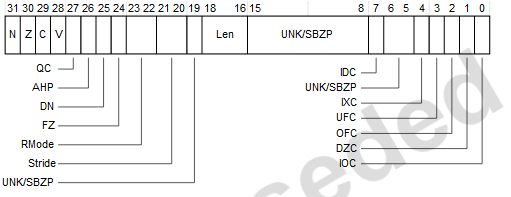 31 30 29 28 27 26 25 24 23 22 21 20 19 18 16 15 8 7 6 5 4 3 2 1 0
N Z C V Len UNK/SBZP
QC IDC
AHP UNK/SBZP
DN IXC
FZ UFC
RMode OFC
Stride DZC
UNK/SBZP IOC